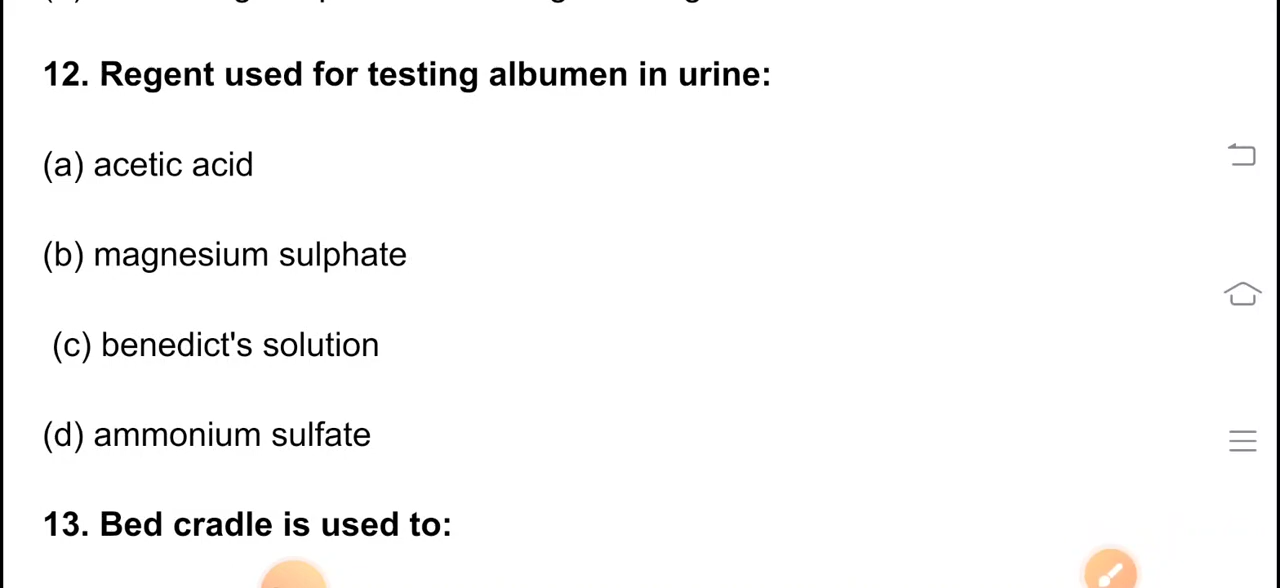 12. Regent used for testing albumen in urine:
(a) acetic acid
(b) magnesium sulphate
(c) benedict's solution
(d) ammonium sulfate
13. Bed cradle is used to: